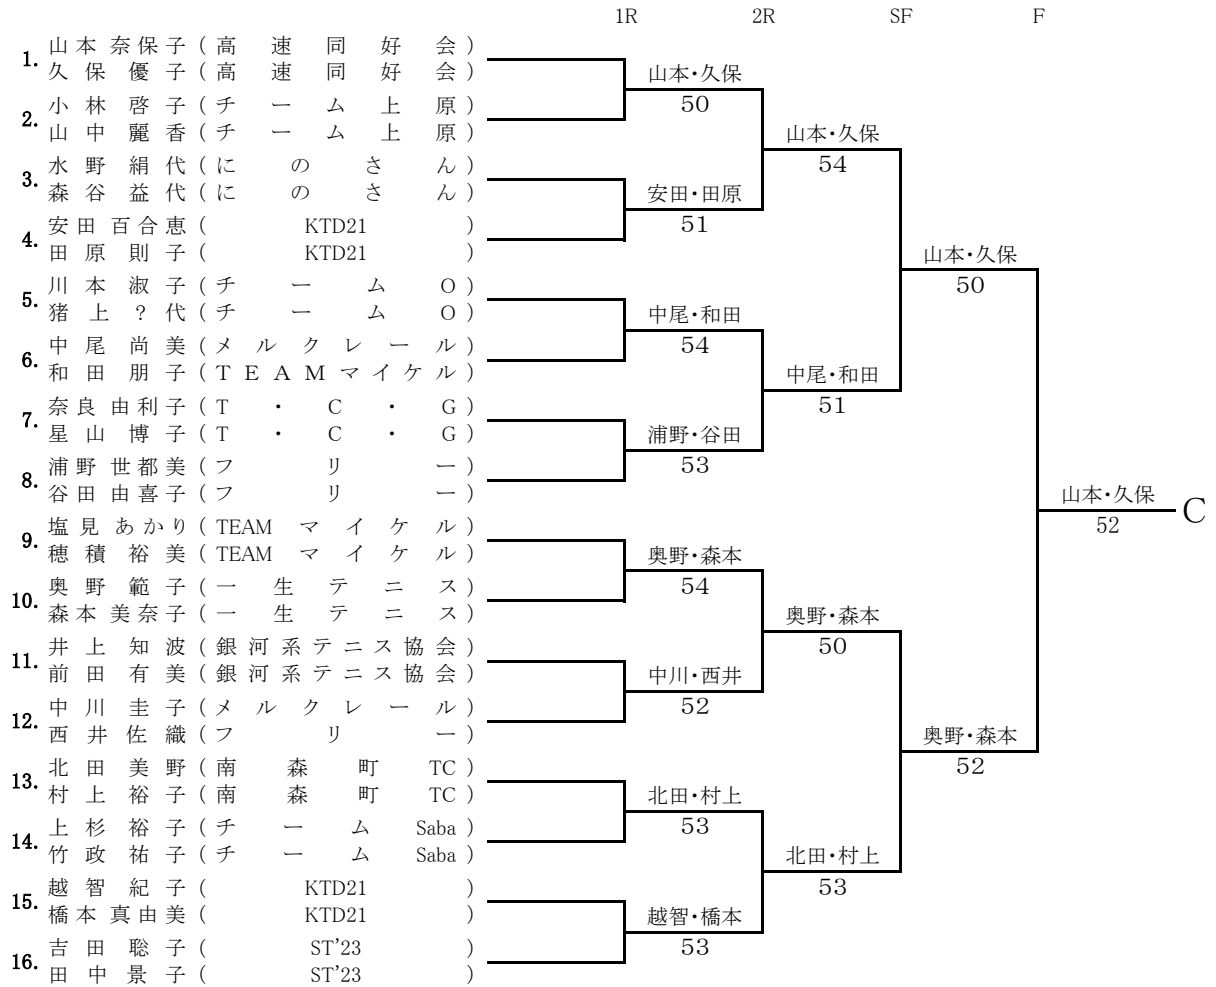 1R 2R SF F
1. 山本奈保子(高速同好会)
久保優子(高速同好会)
山本・久保
50
2. 小林啓子(チーム上原)
山中麗香(チーム上原)
山本・久保
54
3. 水野絹代(にのさん)
森谷益代(にのさん)
安田・田原
51
4. 安田百合恵(KTD21)
田原則子(KTD21)
山本・久保
50
5. 川本淑子(チームO)
猪上?代(チームO)
中尾・和田
54
6. 中尾尚美(メルクレール)
和田朋子(TEAMマイケル)
中尾・和田
51
7. 奈良由利子(T・C・G)
星山博子(T・C・G)
浦野・谷田
53
8. 浦野世都美(フリー)
谷田由喜子(フリー)
山本・久保
52
C
9. 塩見あかり(TEAMマイケル)
穂積裕美(TEAMマイケル)
奥野・森本
54
10. 奥野範子(一生テニス)
森本美奈子(一生テニス)
奥野・森本
50
11. 井上知波(銀河系テニス協会)
前田有美(銀河系テニス協会)
中川・西井
52
12. 中川圭子(メルクレール)
西井佐織(フリー)
奥野・森本
52
13. 北田美野(南森町TC)
村上裕子(南森町TC)
北田・村上
53
14. 上杉裕子(チームSaba)
竹政祐子(チームSaba)
北田・村上
53
15. 越智紀子(KTD21)
橋本真由美(KTD21)
越智・橋本
53
16. 吉田聡子(ST’23)
田中景子(ST’23)